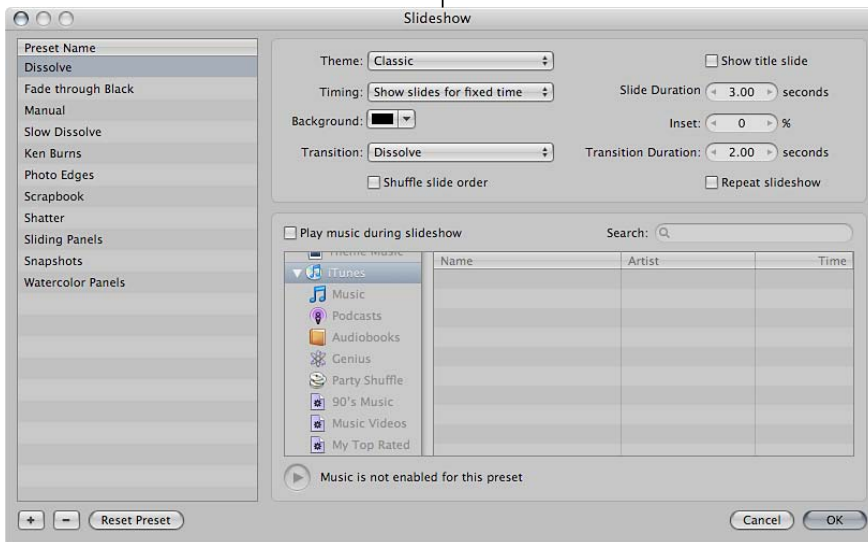 Slideshow
Preset Name
Dissolve
Fade through Black
Manual
Slow Dissolve
Ken Burns
Photo Edges
Scrapbook
Shatter
Sliding Panels
Snapshots
Watercolor Panels
Theme: Classic
Show title slide
Timing: Show slides for fixed time
Slide Duration 3.00 seconds
Background:
Inset: 0 %
Transition: Dissolve
Transition Duration: 2.00 seconds
Shuffle slide order
Repeat slideshow
Play music during slideshow
Search:
Theme Music
iTunes
Music
Podcasts
Audiobooks
Genius
Party Shuffle
90's Music
Music Videos
My Top Rated
Name Artist Time
Music is not enabled for this preset
+ - Reset Preset
Cancel OK